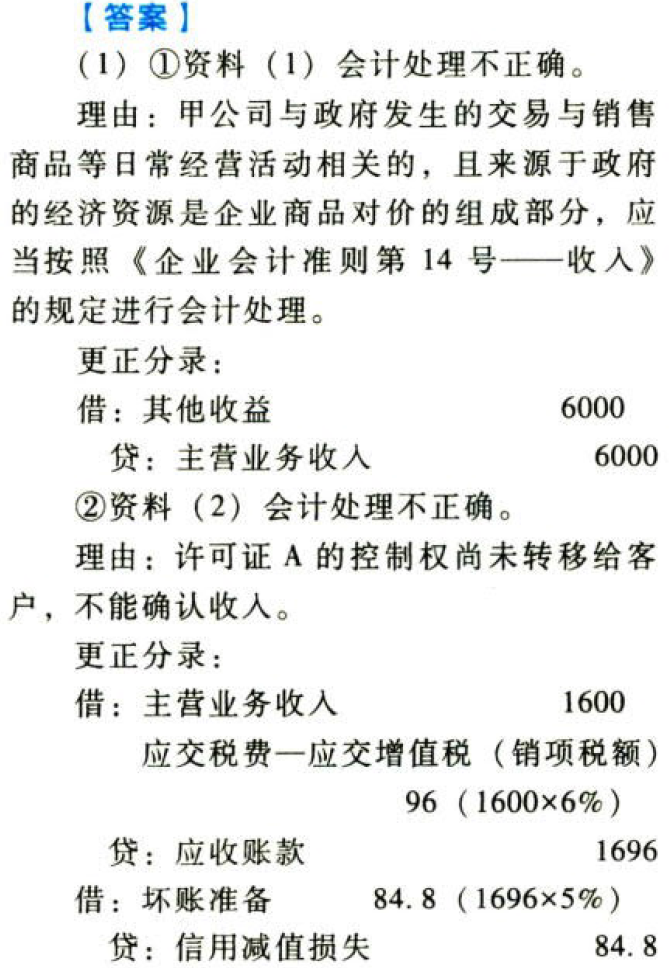 【答案】
(1) ①资料 (1) 会计处理不正确。
理由：甲公司与政府发生的交易与销售
商品等日常经营活动相关的，且来源于政府
的经济资源是企业商品对价的组成部分，应
当按照《企业会计准则第 14 号——收入》
的规定进行会计处理。
更正分录：
借：其他收益 6000
贷：主营业务收入 6000
②资料 (2) 会计处理不正确。
理由：许可证 A 的控制权尚未转移给客
户，不能确认收入。
更正分录：
借：主营业务收入 1600
应交税费—应交增值税 (销项税额)
96 (1600×6%)
贷：应收账款 1696
借：坏账准备 84.8 (1696×5%)
贷：信用减值损失 84.8